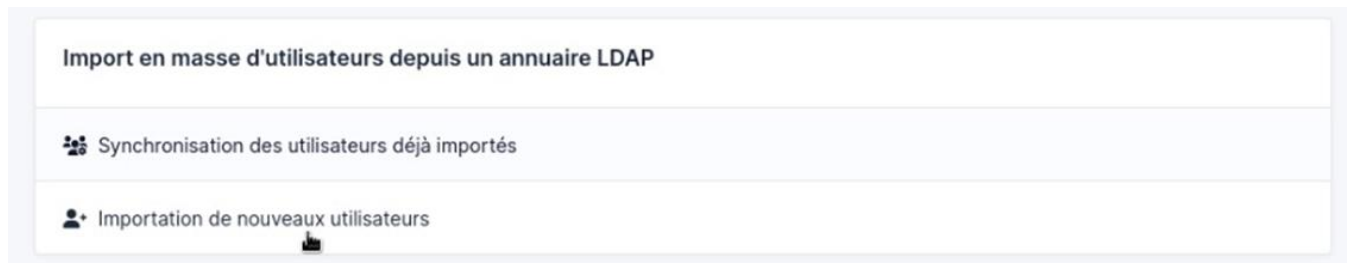 Import en masse d'utilisateurs depuis un annuaire LDAP
Synchronisation des utilisateurs déjà importés
Importation de nouveaux utilisateurs